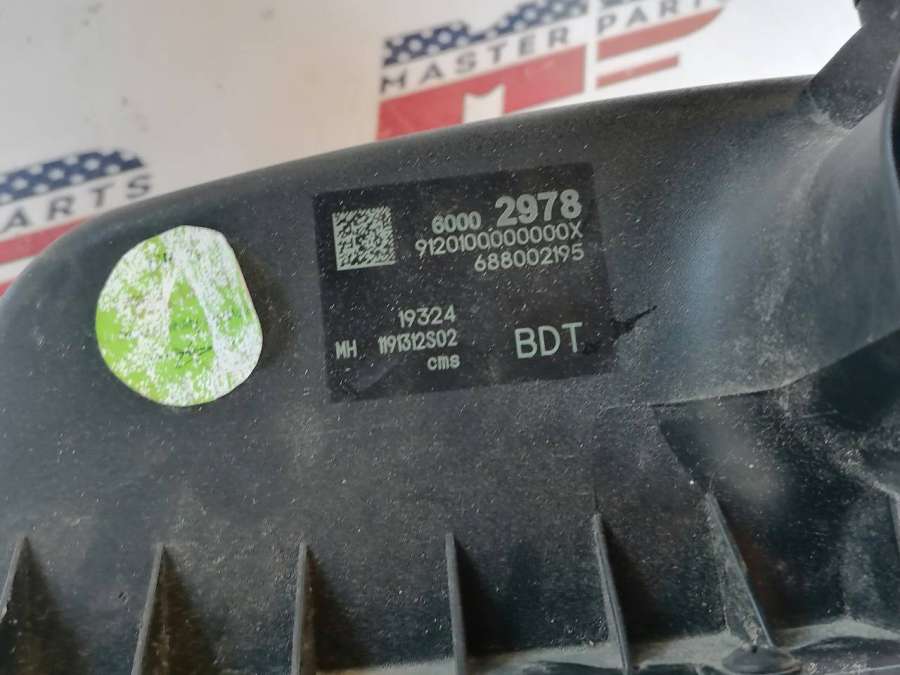 MASTER PARTS
PARTS
6000 2978
9120100000000X
688002195
19324
MH 1191312S02
cms
BDT